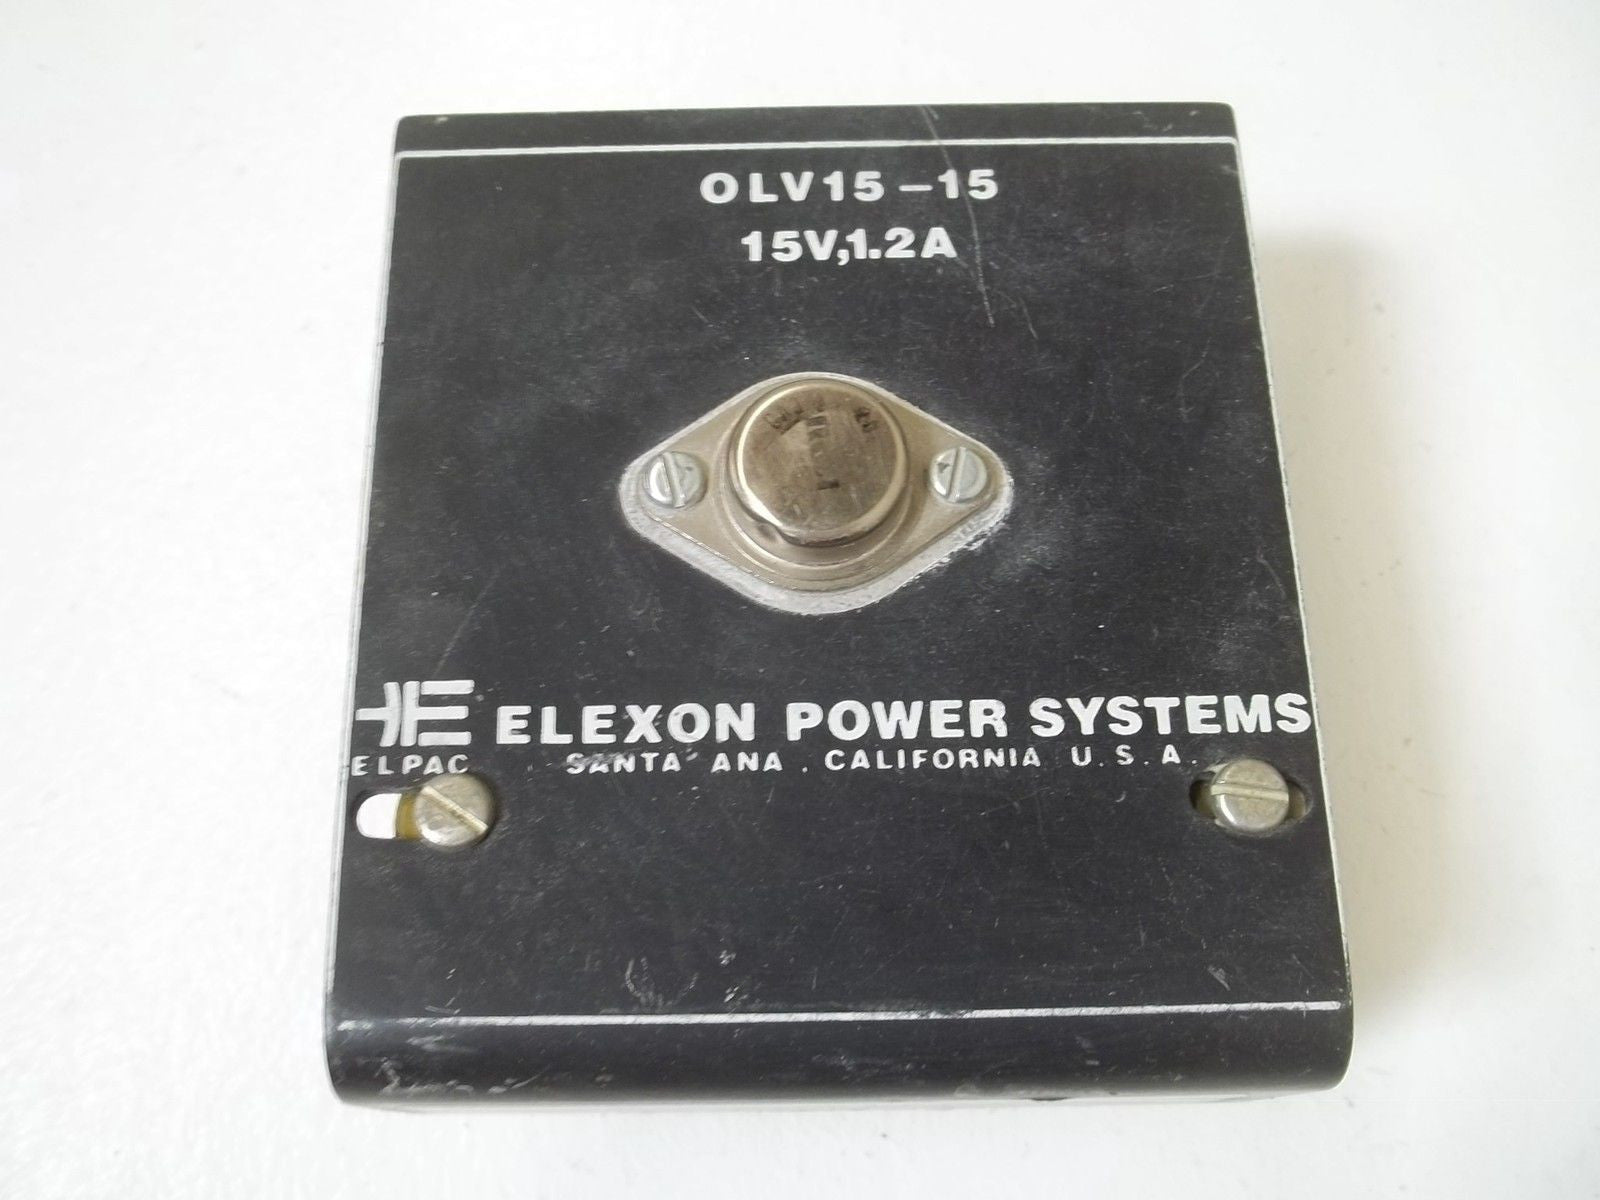 OLV15-15
15V,1.2A
ELEXON POWER SYSTEMS
ELPAC
SANTA ANA, CALIFORNIA U.S.A.